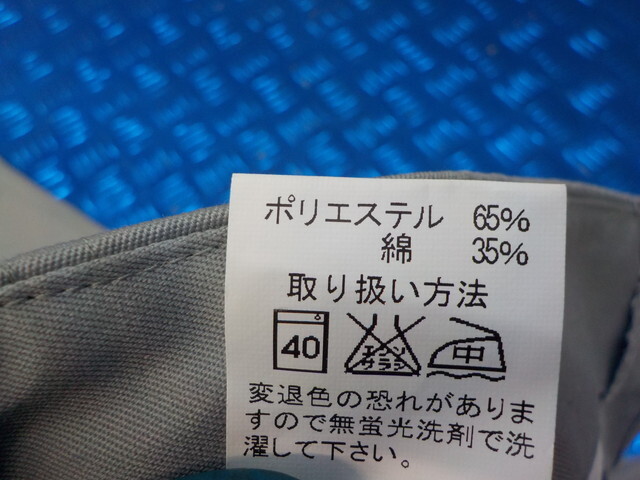 ポリエステル 65%
綿 35%
取り扱い方法
40 エンソサラシ 中
変退色の恐れがありま
すので無蛍光洗剤で洗
濯して下さい。